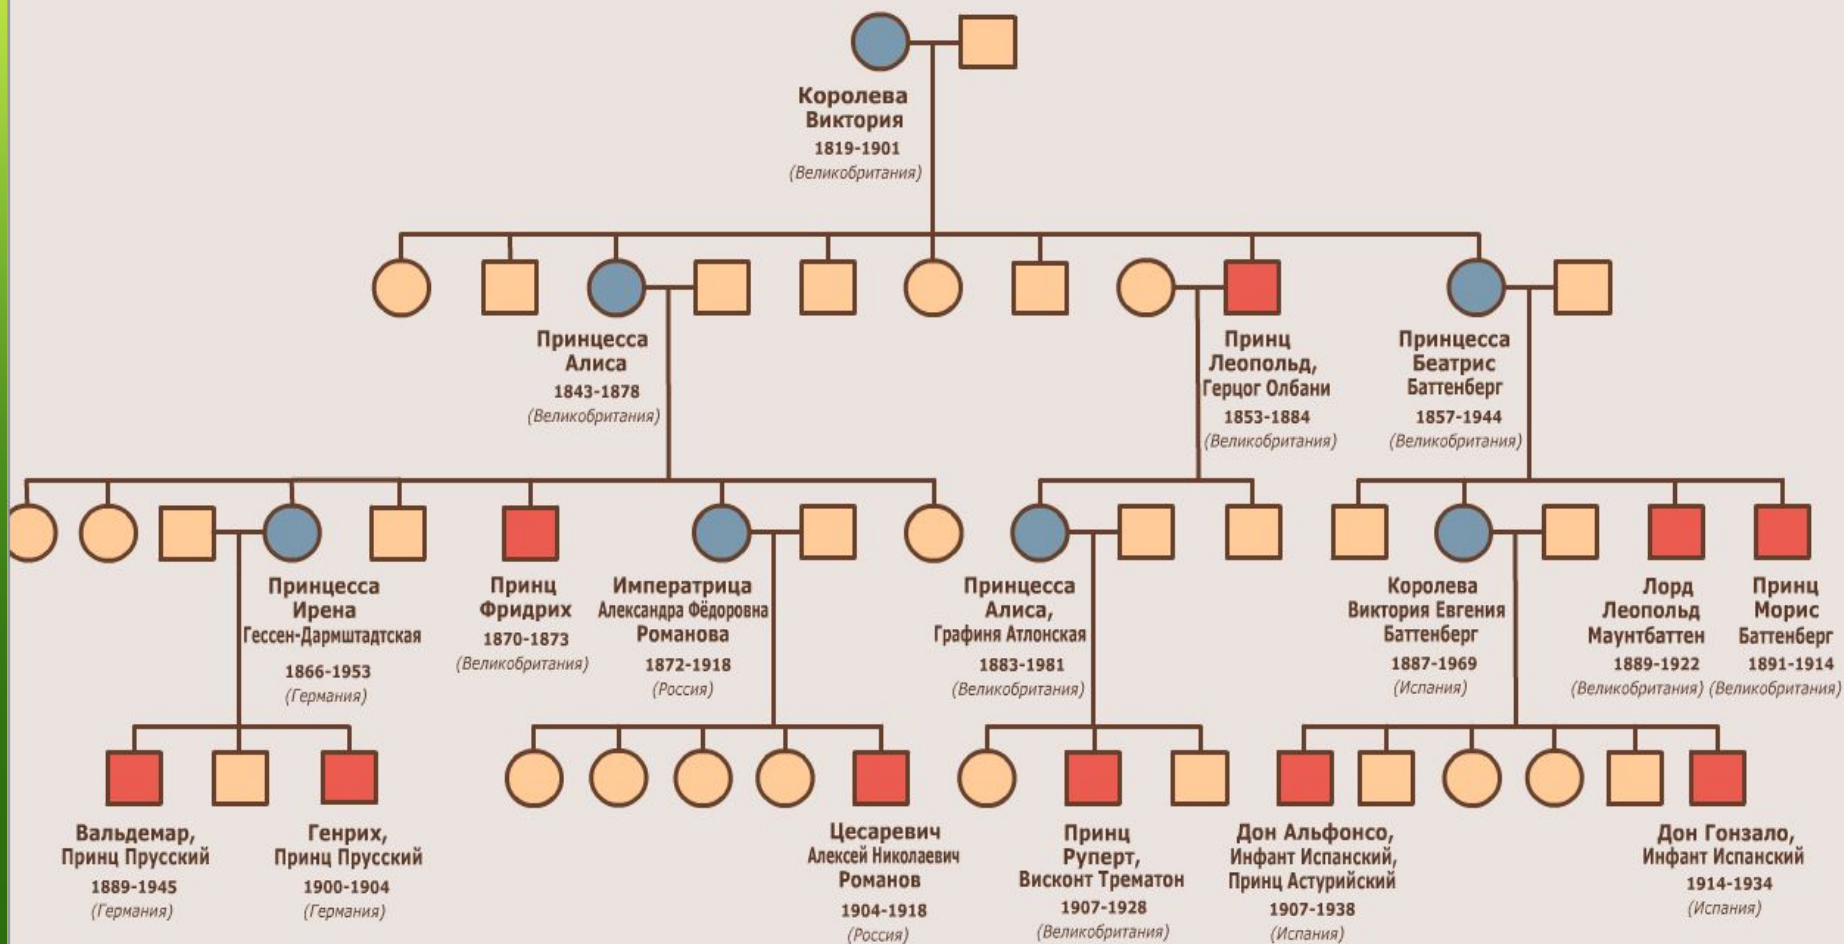 Королева
Виктория
1819-1901
(Великобритания)
Принцесса
Алиса
1843-1878
(Великобритания)
Принц
Леопольд,
Герцог Олбани
1853-1884
(Великобритания)
Принцесса
Беатрис
Баттенберг
1857-1944
(Великобритания)
Принцесса
Ирена
Гессен-Дармштадтская
1866-1953
(Германия)
Принц
Фридрих
1870-1873
(Великобритания)
Императрица
Александра Фёдоровна
Романова
1872-1918
(Россия)
Принцесса
Алиса,
Графиня Атлонская
1883-1981
(Великобритания)
Королева
Виктория Евгения
Баттенберг
1887-1969
(Испания)
Лорд
Леопольд
Маунтбаттен
1889-1922
(Великобритания)
Принц
Морис
Баттенберг
1891-1914
(Великобритания)
Вальдемар,
Принц Прусский
1889-1945
(Германия)
Генрих,
Принц Прусский
1900-1904
(Германия)
Цесаревич
Алексей Николаевич
Романов
1904-1918
(Россия)
Принц
Руперт,
Висконт Трематон
1907-1928
(Великобритания)
Дон Альфонсо,
Инфант Испанский,
Принц Астурийский
1907-1938
(Испания)
Дон Гонзало,
Инфант Испанский
1914-1934
(Испания)